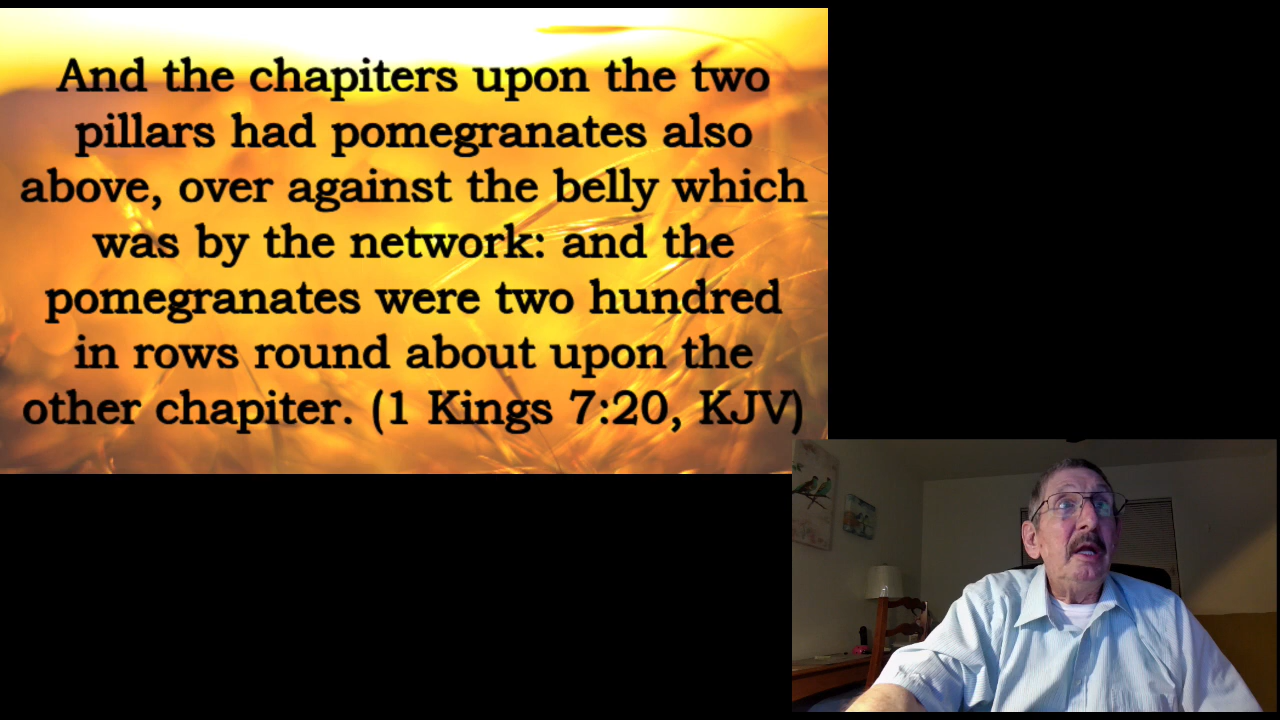 And the chapiters upon the two
pillars had pomegranates also
above, over against the belly which
was by the network: and the
pomegranates were two hundred
in rows round about upon the
other chapiter. (1 Kings 7:20, KJV)